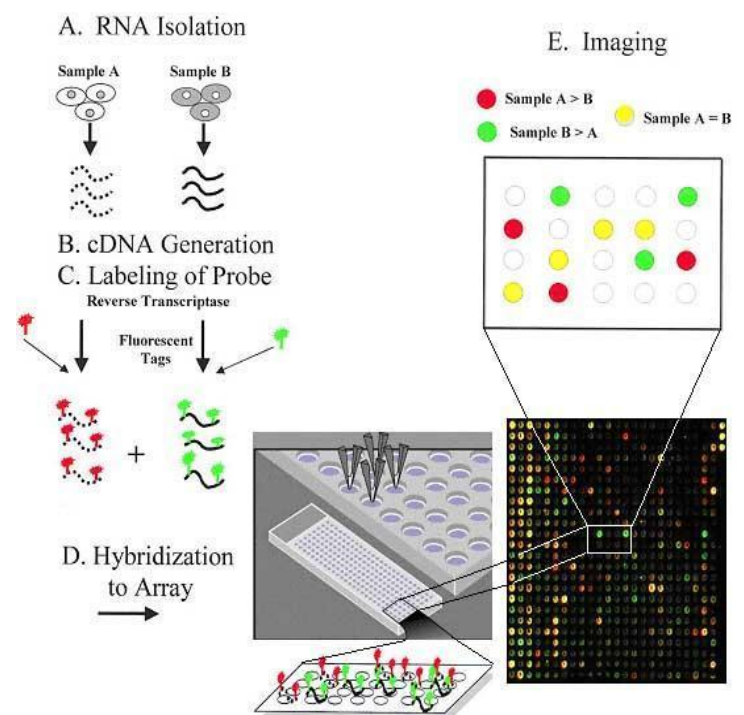 A. RNA Isolation
Sample A
Sample B
B. cDNA Generation
C. Labeling of Probe
Reverse Transcriptase
Fluorescent
Tags
+
D. Hybridization
to Array
E. Imaging
Sample A > B
Sample A = B
Sample B > A